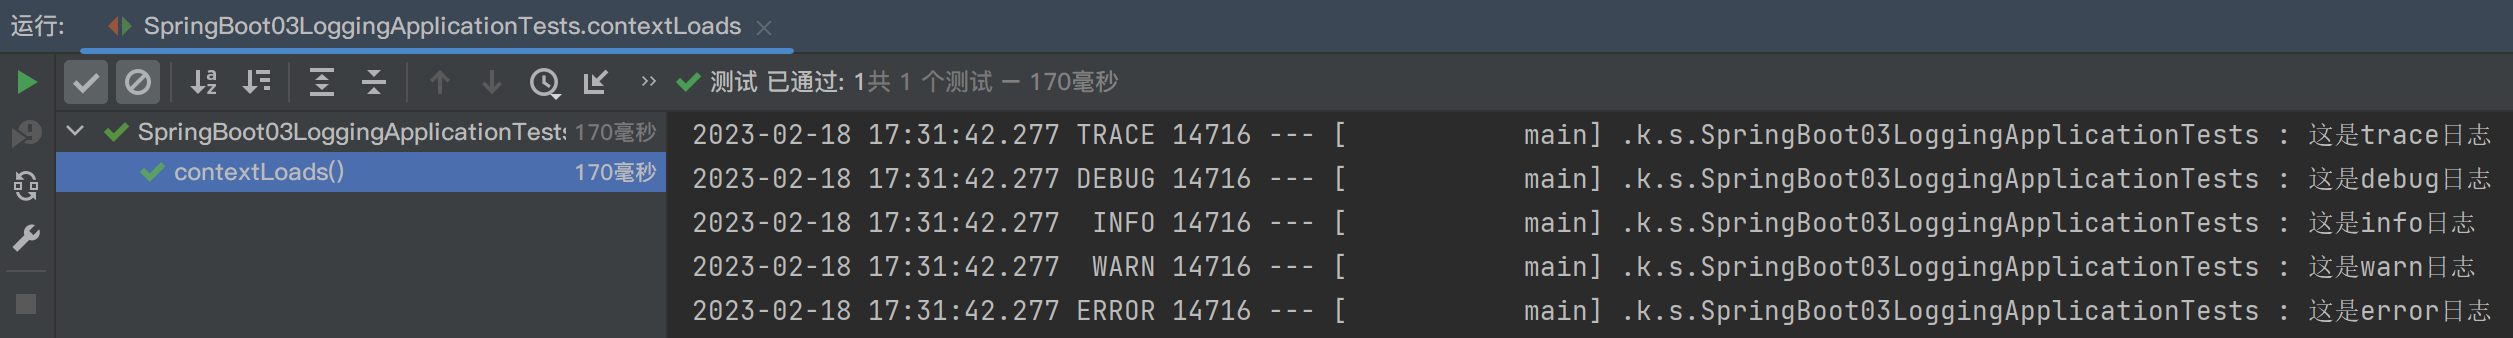 运行: SpringBoot03LoggingApplicationTests.contextLoads
测试 已通过: 1共 1 个测试 – 170毫秒
SpringBoot03LoggingApplicationTests 170毫秒
contextLoads() 170毫秒
2023-02-18 17:31:42.277 TRACE 14716 --- [           main] .k.s.SpringBoot03LoggingApplicationTests : 这是trace日志
2023-02-18 17:31:42.277 DEBUG 14716 --- [           main] .k.s.SpringBoot03LoggingApplicationTests : 这是debug日志
2023-02-18 17:31:42.277  INFO 14716 --- [           main] .k.s.SpringBoot03LoggingApplicationTests : 这是info日志
2023-02-18 17:31:42.277  WARN 14716 --- [           main] .k.s.SpringBoot03LoggingApplicationTests : 这是warn日志
2023-02-18 17:31:42.277 ERROR 14716 --- [           main] .k.s.SpringBoot03LoggingApplicationTests : 这是error日志